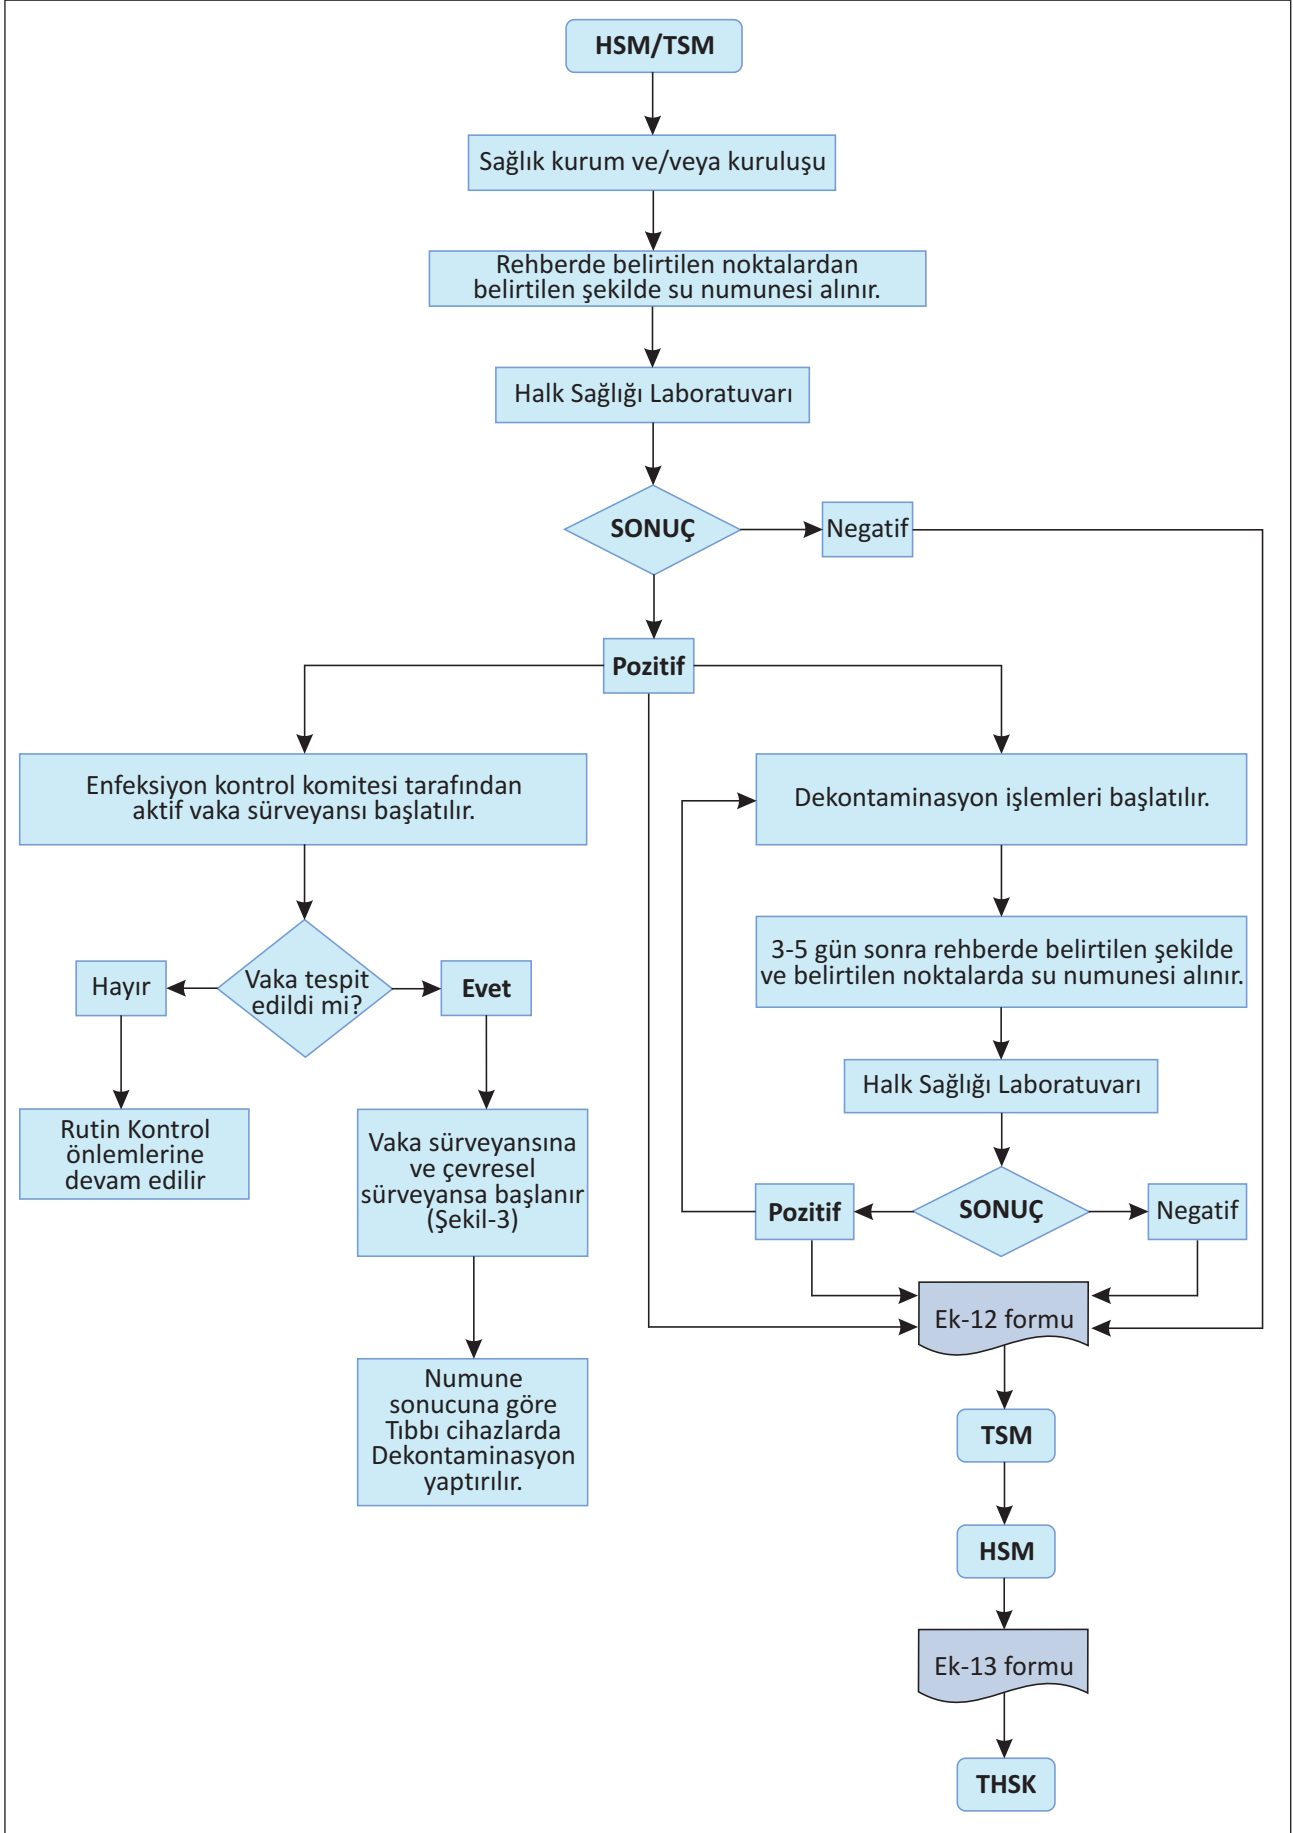 HSM/TSM
Sağlık kurum ve/veya kuruluşu
Rehberde belirtilen noktalardan
belirtilen şekilde su numunesi alınır.
Halk Sağlığı Laboratuvarı
SONUÇ
Negatif
Pozitif
Enfeksiyon kontrol komitesi tarafından
aktif vaka sürveyansı başlatılır.
Vaka tespit
edildi mi?
Hayır
Evet
Rutin Kontrol
önlemlerine
devam edilir
Vaka sürveyansına
ve çevresel
sürveyansa başlanır
(Şekil-3)
Numune
sonucuna göre
Tıbbı cihazlarda
Dekontaminasyon
yaptırılır.
Dekontaminasyon işlemleri başlatılır.
3-5 gün sonra rehberde belirtilen şekilde
ve belirtilen noktalarda su numunesi alınır.
Halk Sağlığı Laboratuvarı
Pozitif
SONUÇ
Negatif
Ek-12 formu
TSM
HSM
Ek-13 formu
THSK